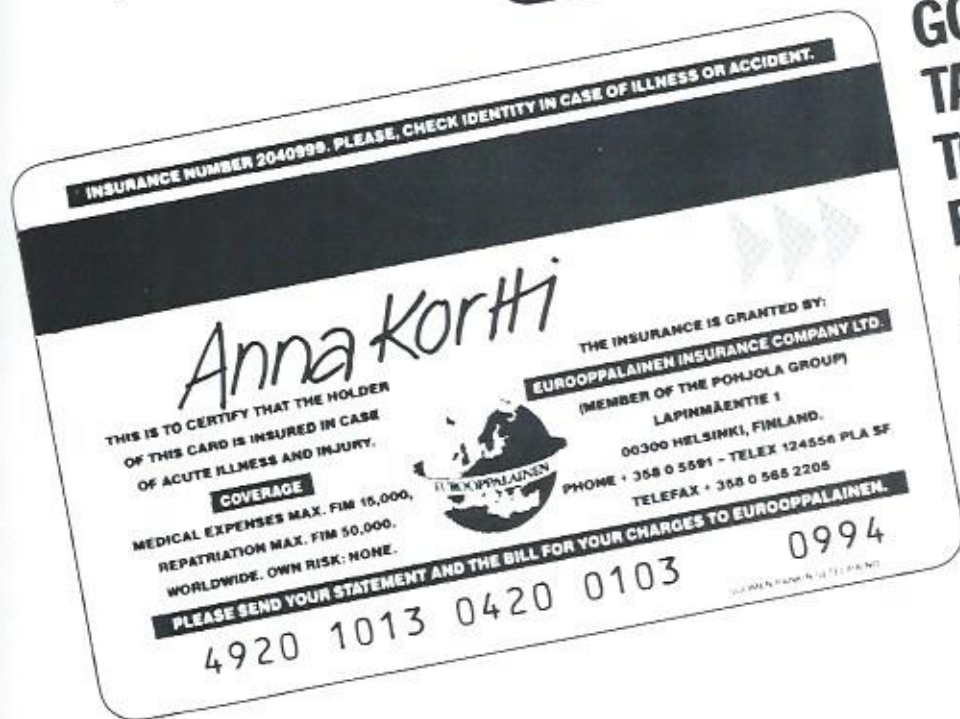 INSURANCE NUMBER 2040999. PLEASE, CHECK IDENTITY IN CASE OF ILLNESS OR ACCIDENT.
Anna Kortti
THIS IS TO CERTIFY THAT THE HOLDER
OF THIS CARD IS INSURED IN CASE
OF ACUTE ILLNESS AND INJURY.
COVERAGE
MEDICAL EXPENSES MAX. FIM 15,000,
REPATRIATION MAX. FIM 50,000.
WORLDWIDE. OWN RISK: NONE.
EUROOPPALAINEN
THE INSURANCE IS GRANTED BY:
EUROOPPALAINEN INSURANCE COMPANY LTD.
(MEMBER OF THE POHJOLA GROUP)
LAPINMÄENTIE 1
00300 HELSINKI, FINLAND.
PHONE + 358 0 5591 - TELEX 124556 PLA SF
TELEFAX + 358 0 565 2205
PLEASE SEND YOUR STATEMENT AND THE BILL FOR YOUR CHARGES TO EUROOPPALAINEN.
4920 1013 0420 0103 0994
GO
TA
T